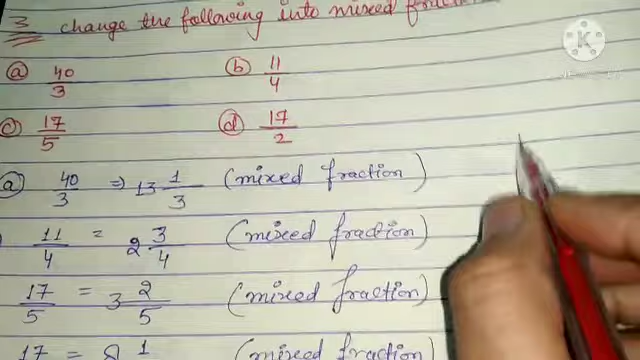 3 change the following into mixed
ⓐ 40/3 ⓑ 11/4
ⓒ 17/5 ⓓ 17/2
ⓐ 40/3 => 13 1/3 (mixed fraction)
11/4 = 2 3/4 (mixed fraction)
17/5 = 3 2/5 (mixed fraction)
17 = 8 1 (mixed fraction)
K